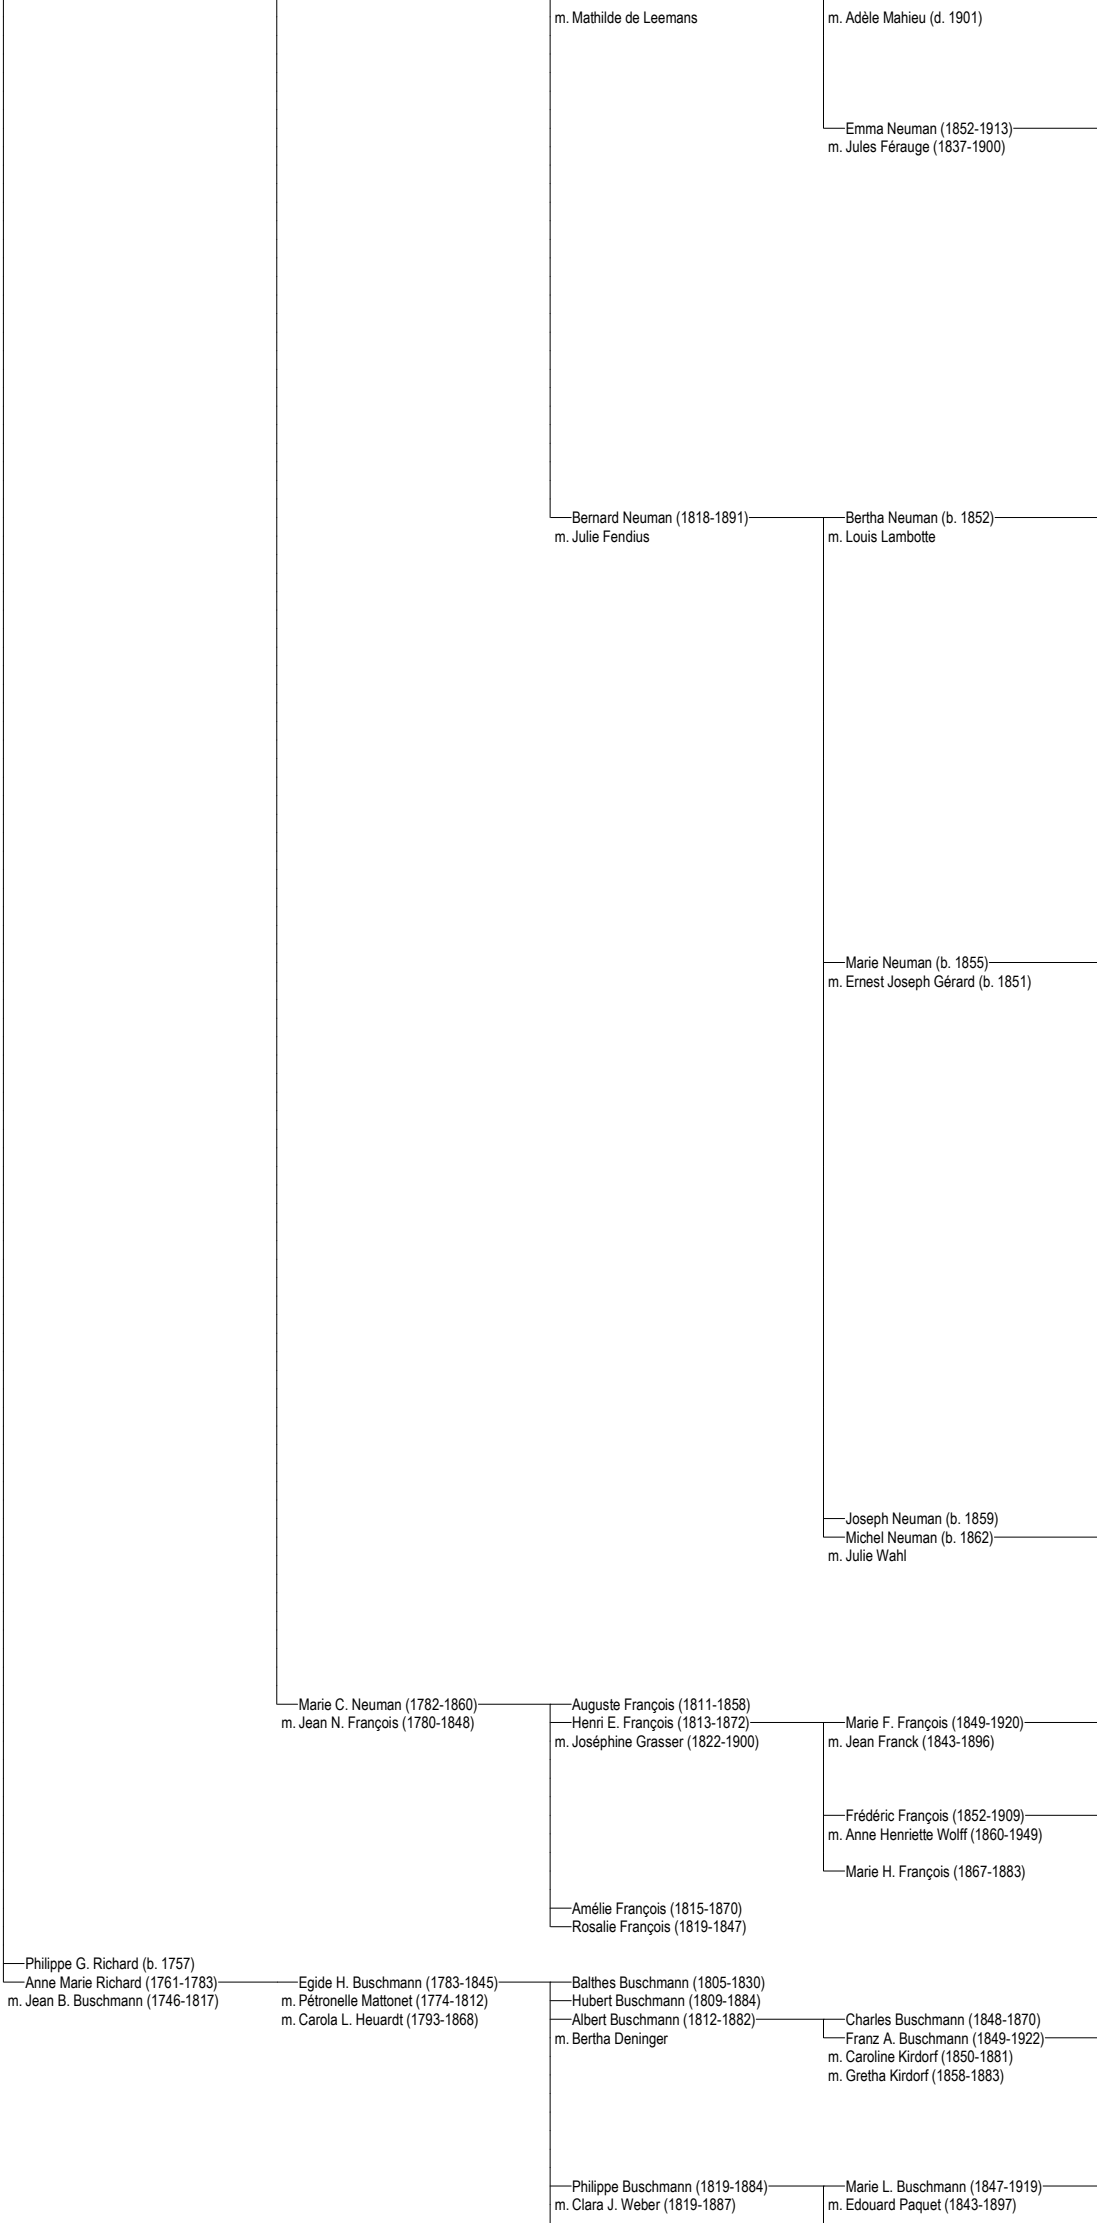 m. Mathilde de Leemans
m. Adèle Mahieu (d. 1901)
Emma Neuman (1852-1913)
m. Jules Férauge (1837-1900)
Bernard Neuman (1818-1891)
m. Julie Fendius
Bertha Neuman (b. 1852)
m. Louis Lambotte
Marie Neuman (b. 1855)
m. Ernest Joseph Gérard (b. 1851)
Joseph Neuman (b. 1859)
Michel Neuman (b. 1862)
m. Julie Wahl
Marie C. Neuman (1782-1860)
m. Jean N. François (1780-1848)
Auguste François (1811-1858)
Henri E. François (1813-1872)
m. Joséphine Grasser (1822-1900)
Marie F. François (1849-1920)
m. Jean Franck (1843-1896)
Frédéric François (1852-1909)
m. Anne Henriette Wolff (1860-1949)
Marie H. François (1867-1883)
Amélie François (1815-1870)
Rosalie François (1819-1847)
Philippe G. Richard (b. 1757)
Anne Marie Richard (1761-1783)
m. Jean B. Buschmann (1746-1817)
Egide H. Buschmann (1783-1845)
m. Pétronelle Mattonet (1774-1812)
m. Carola L. Heuardt (1793-1868)
Balthes Buschmann (1805-1830)
Hubert Buschmann (1809-1884)
Albert Buschmann (1812-1882)
m. Bertha Deninger
Charles Buschmann (1848-1870)
Franz A. Buschmann (1849-1922)
m. Caroline Kirdorf (1850-1881)
m. Gretha Kirdorf (1858-1883)
Philippe Buschmann (1819-1884)
m. Clara J. Weber (1819-1887)
Marie L. Buschmann (1847-1919)
m. Edouard Paquet (1843-1897)